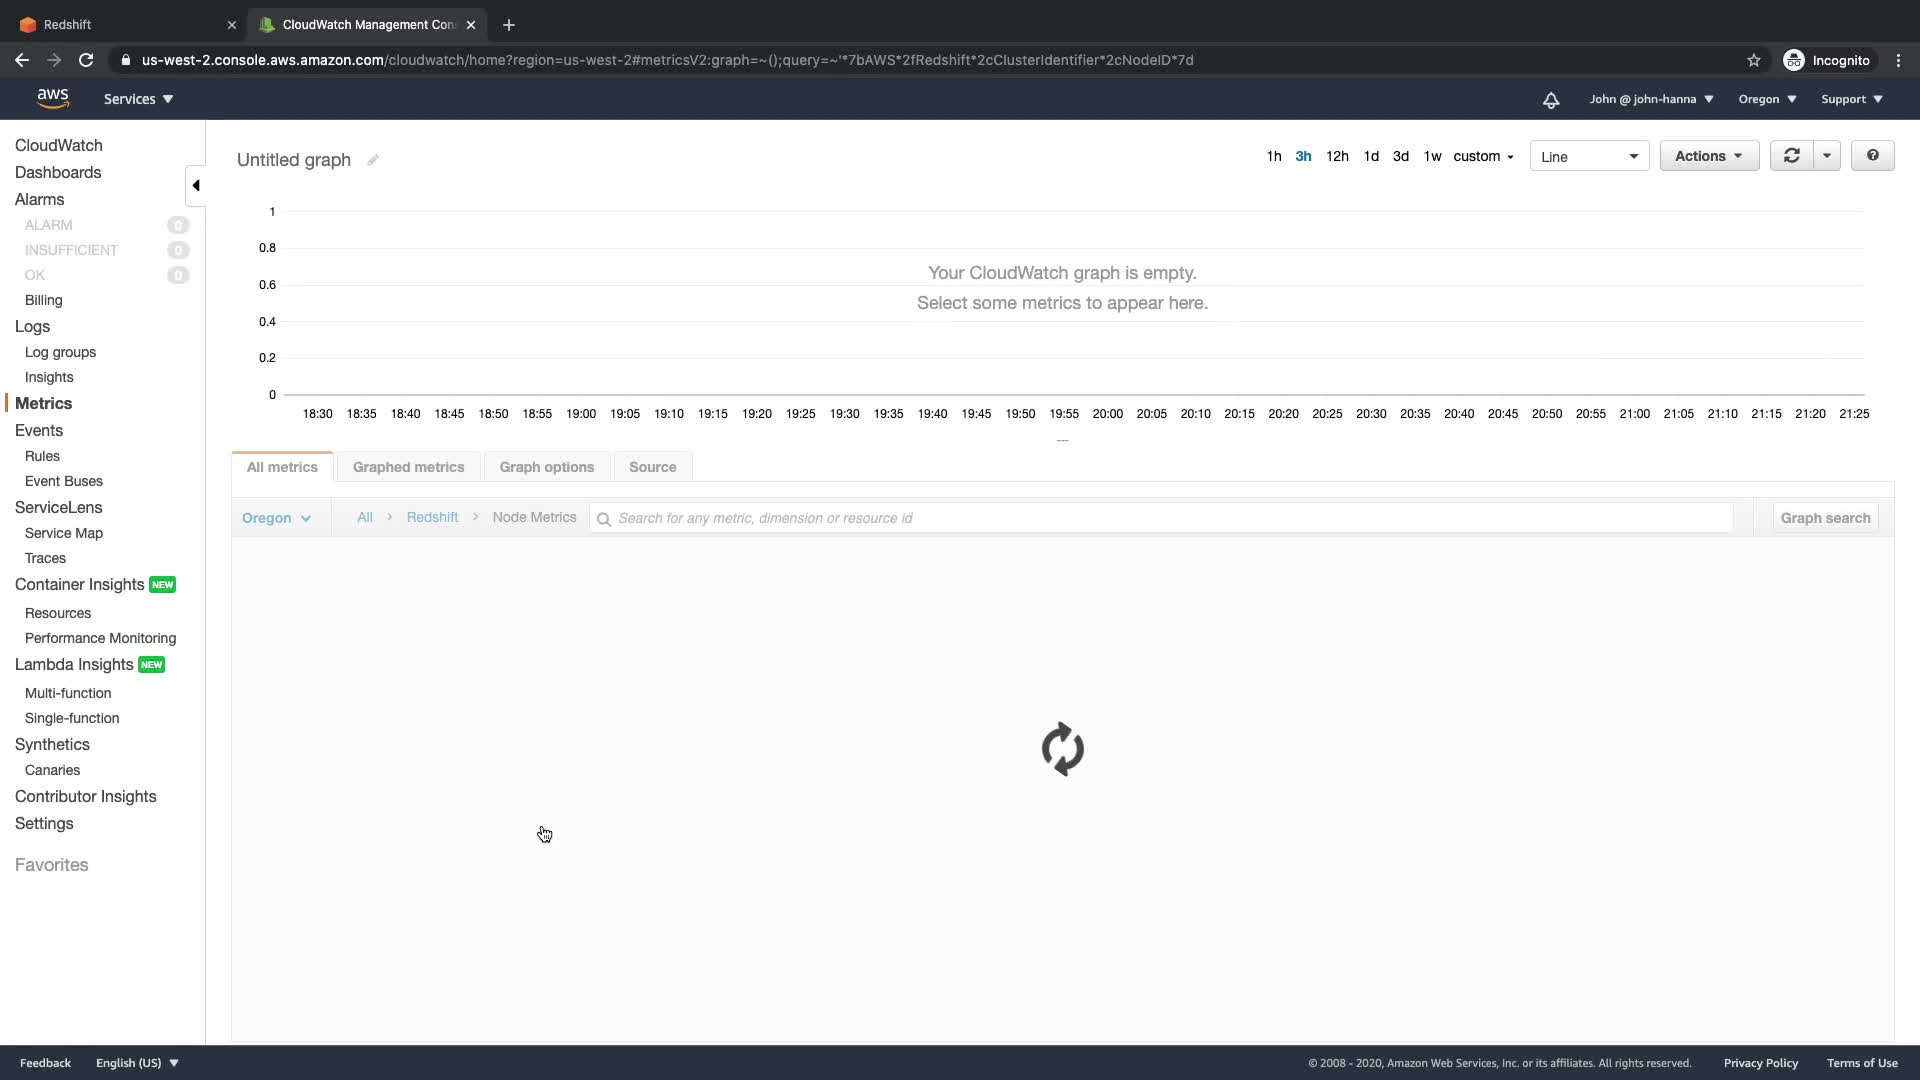 Redshift
CloudWatch Management Con
us-west-2.console.aws.amazon.com/cloudwatch/home?region=us-west-2#metricsV2:graph=~();query=~'*7bAWS*2fRedshift*2cClusterIdentifier*2cNodeID*7d
Incognito
aws
Services
John @ john-hanna
Oregon
Support
CloudWatch
Dashboards
Alarms
ALARM 0
INSUFFICIENT 0
OK 0
Billing
Logs
Log groups
Insights
Metrics
Events
Rules
Event Buses
ServiceLens
Service Map
Traces
Container Insights NEW
Resources
Performance Monitoring
Lambda Insights NEW
Multi-function
Single-function
Synthetics
Canaries
Contributor Insights
Settings
Favorites
Untitled graph
1h 3h 12h 1d 3d 1w custom
Line
Actions
?
1
0.8
0.6
0.4
0.2
0
Your CloudWatch graph is empty.
Select some metrics to appear here.
18:30 18:35 18:40 18:45 18:50 18:55 19:00 19:05 19:10 19:15 19:20 19:25 19:30 19:35 19:40 19:45 19:50 19:55 20:00 20:05 20:10 20:15 20:20 20:25 20:30 20:35 20:40 20:45 20:50 20:55 21:00 21:05 21:10 21:15 21:20 21:25
All metrics
Graphed metrics
Graph options
Source
Oregon
All > Redshift > Node Metrics
Search for any metric, dimension or resource id
Graph search
Feedback
English (US)
© 2008 - 2020, Amazon Web Services, Inc. or its affiliates. All rights reserved.
Privacy Policy
Terms of Use